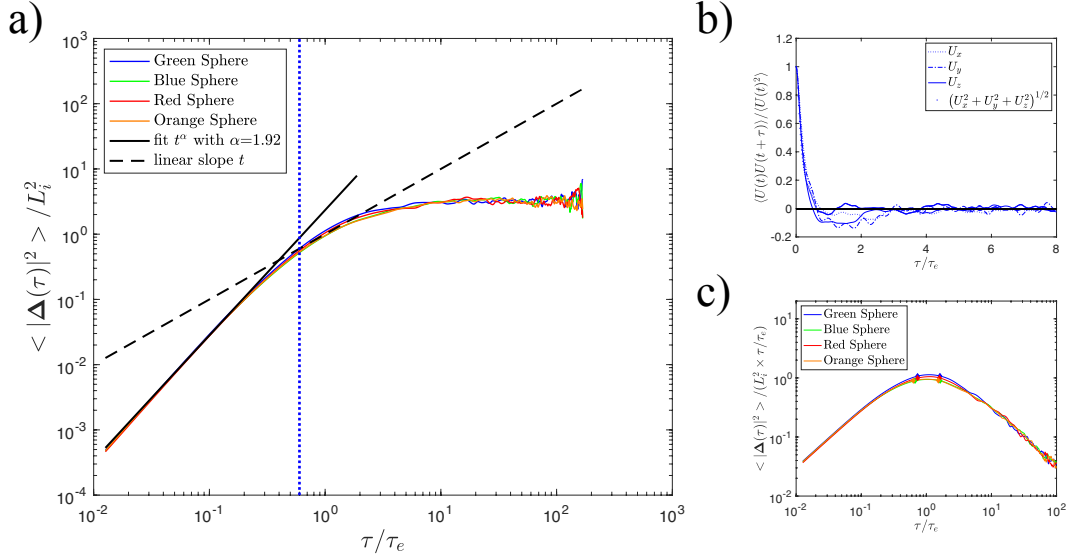 a)
10^3
10^2
10^1
10^0
10^-1
10^-2
10^-3
10^-4
< |Δ(τ)|^2 > /L_i^2
Green Sphere
Blue Sphere
Red Sphere
Orange Sphere
fit t^α with α=1.92
linear slope t
10^-2
10^-1
10^0
10^1
10^2
10^3
τ/τ_e
b)
1.2
1
0.8
0.6
0.4
0.2
0
-0.2
⟨U(t)U(t + τ)⟩/⟨U(t)^2⟩
U_x
U_y
U_z
(U_x^2 + U_y^2 + U_z^2)^1/2
0
2
4
6
8
τ/τ_e
c)
10^1
10^0
10^-1
10^-2
< |Δ(τ)|^2 > /(L_i^2 × τ/τ_e)
Green Sphere
Blue Sphere
Red Sphere
Orange Sphere
10^-2
10^-1
10^0
10^1
10^2
τ/τ_e